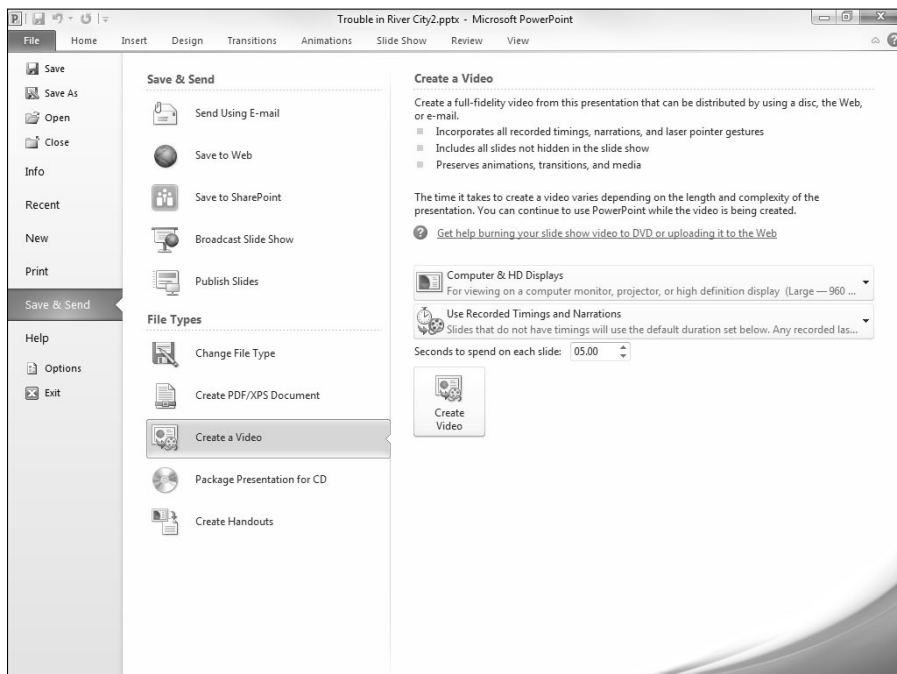 Trouble in River City2.pptx - Microsoft PowerPoint
File Home Insert Design Transitions Animations Slide Show Review View
Save
Save As
Open
Close
Info
Recent
New
Print
Save & Send
Help
Options
Exit
Save & Send
Send Using E-mail
Save to Web
Save to SharePoint
Broadcast Slide Show
Publish Slides
File Types
Change File Type
Create PDF/XPS Document
Create a Video
Package Presentation for CD
Create Handouts
Create a Video
Create a full-fidelity video from this presentation that can be distributed by using a disc, the Web,
or e-mail.
Incorporates all recorded timings, narrations, and laser pointer gestures
Includes all slides not hidden in the slide show
Preserves animations, transitions, and media
The time it takes to create a video varies depending on the length and complexity of the
presentation. You can continue to use PowerPoint while the video is being created.
Get help burning your slide show video to DVD or uploading it to the Web
Computer & HD Displays
For viewing on a computer monitor, projector, or high definition display (Large — 960 ...
Use Recorded Timings and Narrations
Slides that do not have timings will use the default duration set below. Any recorded las...
Seconds to spend on each slide: 05.00
Create
Video